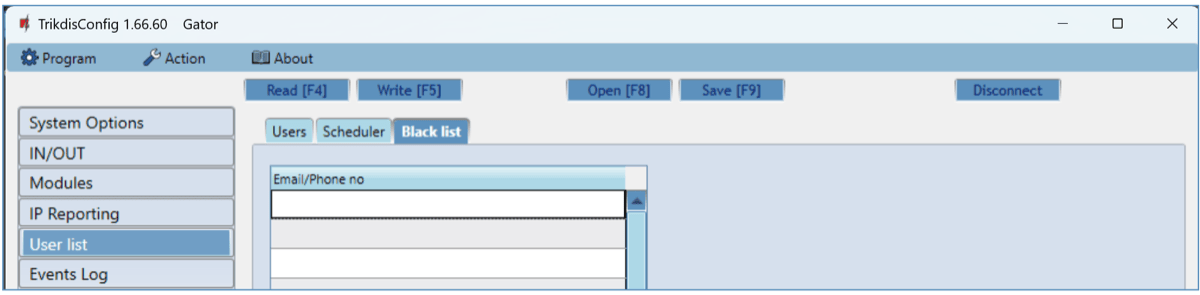 TrikdisConfig 1.66.60 Gator
Program Action About
Read [F4] Write [F5] Open [F8] Save [F9] Disconnect
System Options
IN/OUT
Modules
IP Reporting
User list
Events Log
Users Scheduler Black list
Email/Phone no